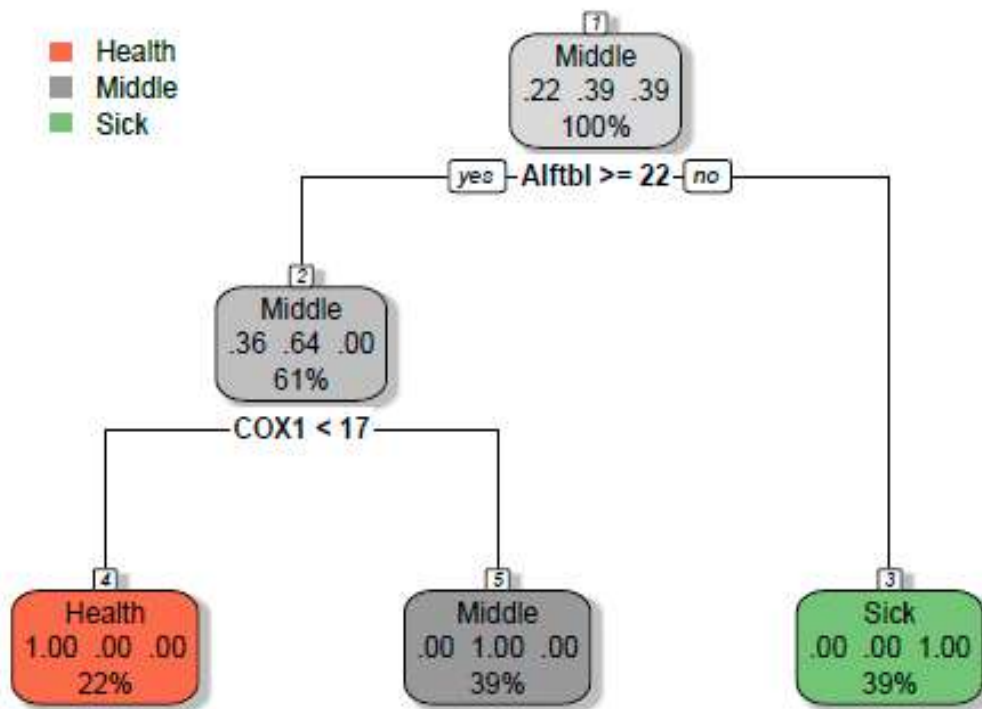 Health
Middle
Sick
1
Middle
.22 .39 .39
100%
yes Alftbl >= 22 no
2
Middle
.36 .64 .00
61%
COX1 < 17
4
Health
1.00 .00 .00
22%
5
Middle
.00 1.00 .00
39%
3
Sick
.00 .00 1.00
39%